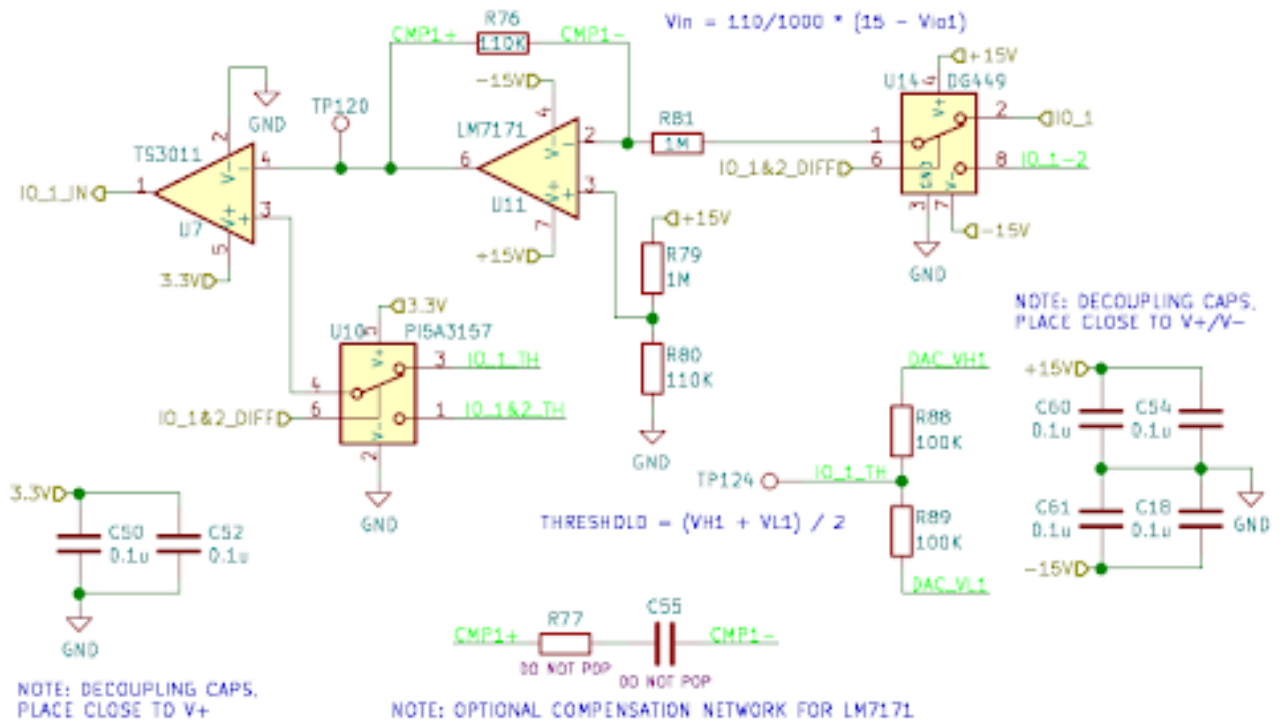 R76
Vin = 110/1000 * (15 - Vio1)
CMP1+
110K
CMP1-
+15V
U14
4
DG449
-15V
V+
TP120
4
2
IO_1
GND
LM7171
R81
2
TS3011
V-
2
1M
1
4
6
IO_1&2_DIFF
6
8
IO_1-2
V-
GND
IO_1_IN
1
3
V-
V+
3
V+
U11
+15V
3
7
-15V
U7
7
R79
5
+15V
1M
GND
3.3V
3.3V
NOTE: DECOUPLING CAPS,
PLACE CLOSE TO V+/V-
U10
5
PI5A3157
V+
R80
3
IO_1_TH
DAC_VH1
+15V
110K
4
IO_1&2_DIFF
6
1
IO_1&2_TH
C60
C54
R88
0.1u
0.1u
V-
100K
2
GND
TP124
IO_1_TH
3.3V
GND
THRESHOLD = (VH1 + VL1) / 2
C61
C18
GND
R89
0.1u
0.1u
C50
C52
100K
0.1u
0.1u
-15V
DAC_VL1
C55
R77
GND
CMP1+
CMP1-
DO NOT POP
DO NOT POP
NOTE: DECOUPLING CAPS,
PLACE CLOSE TO V+
NOTE: OPTIONAL COMPENSATION NETWORK FOR LM7171